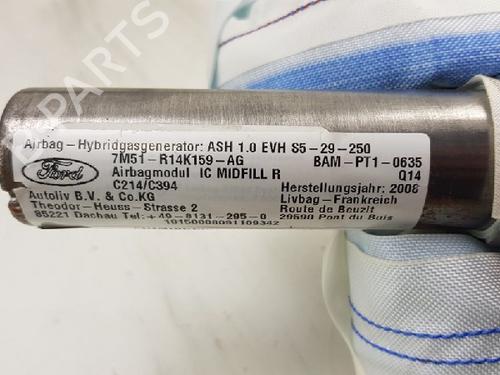 Airbag-Hybridgasgenerator: ASH 1.0 EVH S5-29-250
7M51-R14K159-AG BAM-PT1-0635
Ford Airbagmodul IC MIDFILL R Q14
C214/C394 Herstellungsjahr: 2008
Autoliv B.V. & Co.KG Livbag-Frankreich
Theodor-Heuss-Strasse 2 Route de Beuzit
85221 Dachau Tel:+49-8131-295-0 29590 Pont du Buis